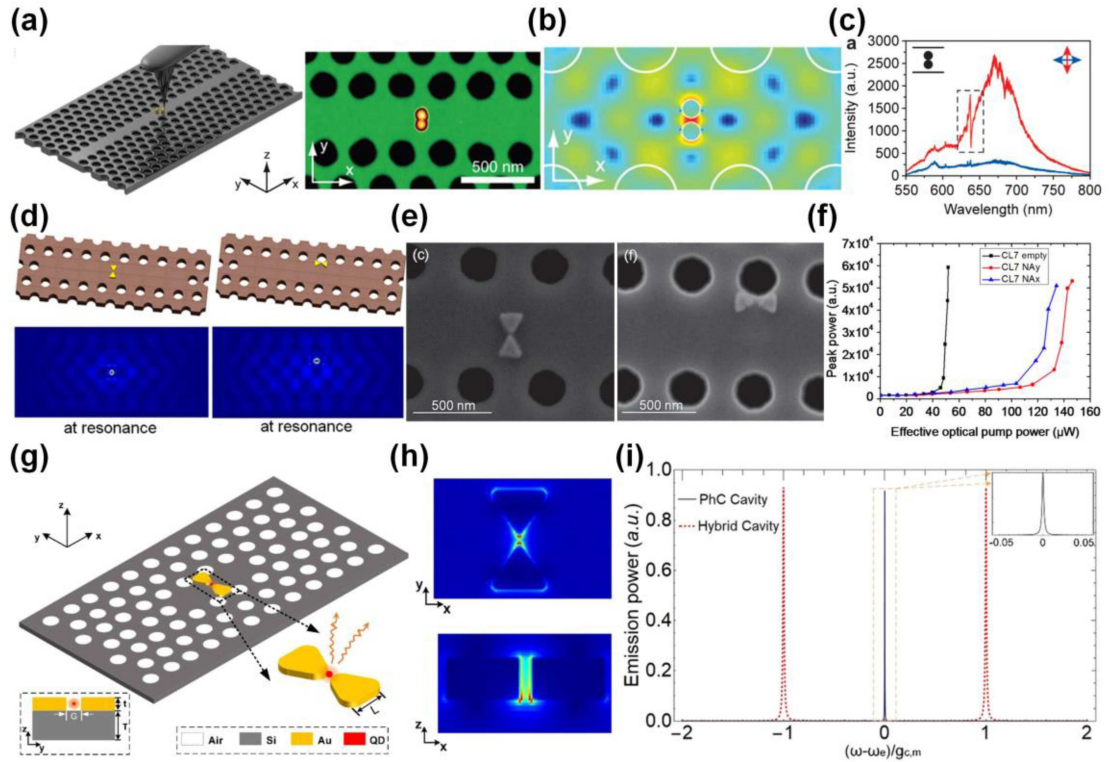 (a)
z
y
x
y
x
500 nm
(b)
y
x
(c)
a
Intensity (a.u.)
3000
2500
2000
1500
1000
500
0
550
600
650
700
750
800
Wavelength (nm)
(d)
at resonance
at resonance
(e)
(c)
500 nm
(f)
500 nm
(f)
Peak power (a.u.)
7x10⁴
6x10⁴
5x10⁴
4x10⁴
3x10⁴
2x10⁴
1x10⁴
0
CL7 empty
CL7 NAy
CL7 NAx
0 20 40 60 80 100 120 140 160
Effective optical pump power (µW)
(g)
z
y
x
L
G
t
T
z
y
Air
Si
Au
QD
(h)
y
x
z
x
(i)
Emission power (a.u.)
1.0
0.8
0.6
0.4
0.2
0.0
PhC Cavity
Hybrid Cavity
-0.05 0 0.05
-2 -1 0 1 2
(ω-ωe)/gc,m